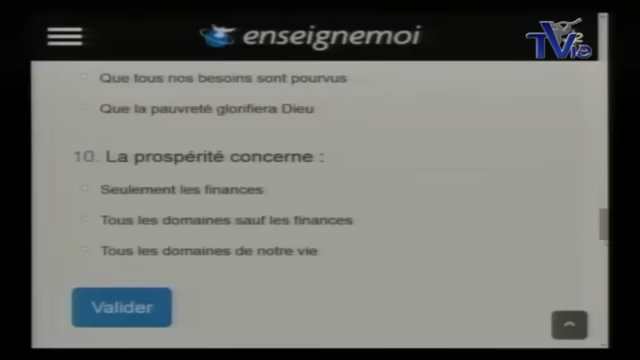 enseignemoi
TV2Vie
Que tous nos besoins sont pourvus
Que la pauvreté glorifiera Dieu
10. La prospérité concerne :
Seulement les finances
Tous les domaines sauf les finances
Tous les domaines de notre vie
Valider